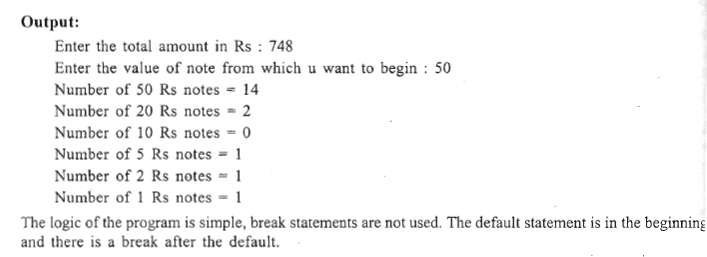 Output:
Enter the total amount in Rs : 748
Enter the value of note from which u want to begin : 50
Number of 50 Rs notes = 14
Number of 20 Rs notes = 2
Number of 10 Rs notes = 0
Number of 5 Rs notes = 1
Number of 2 Rs notes = 1
Number of 1 Rs notes = 1
The logic of the program is simple, break statements are not used. The default statement is in the beginning
and there is a break after the default.